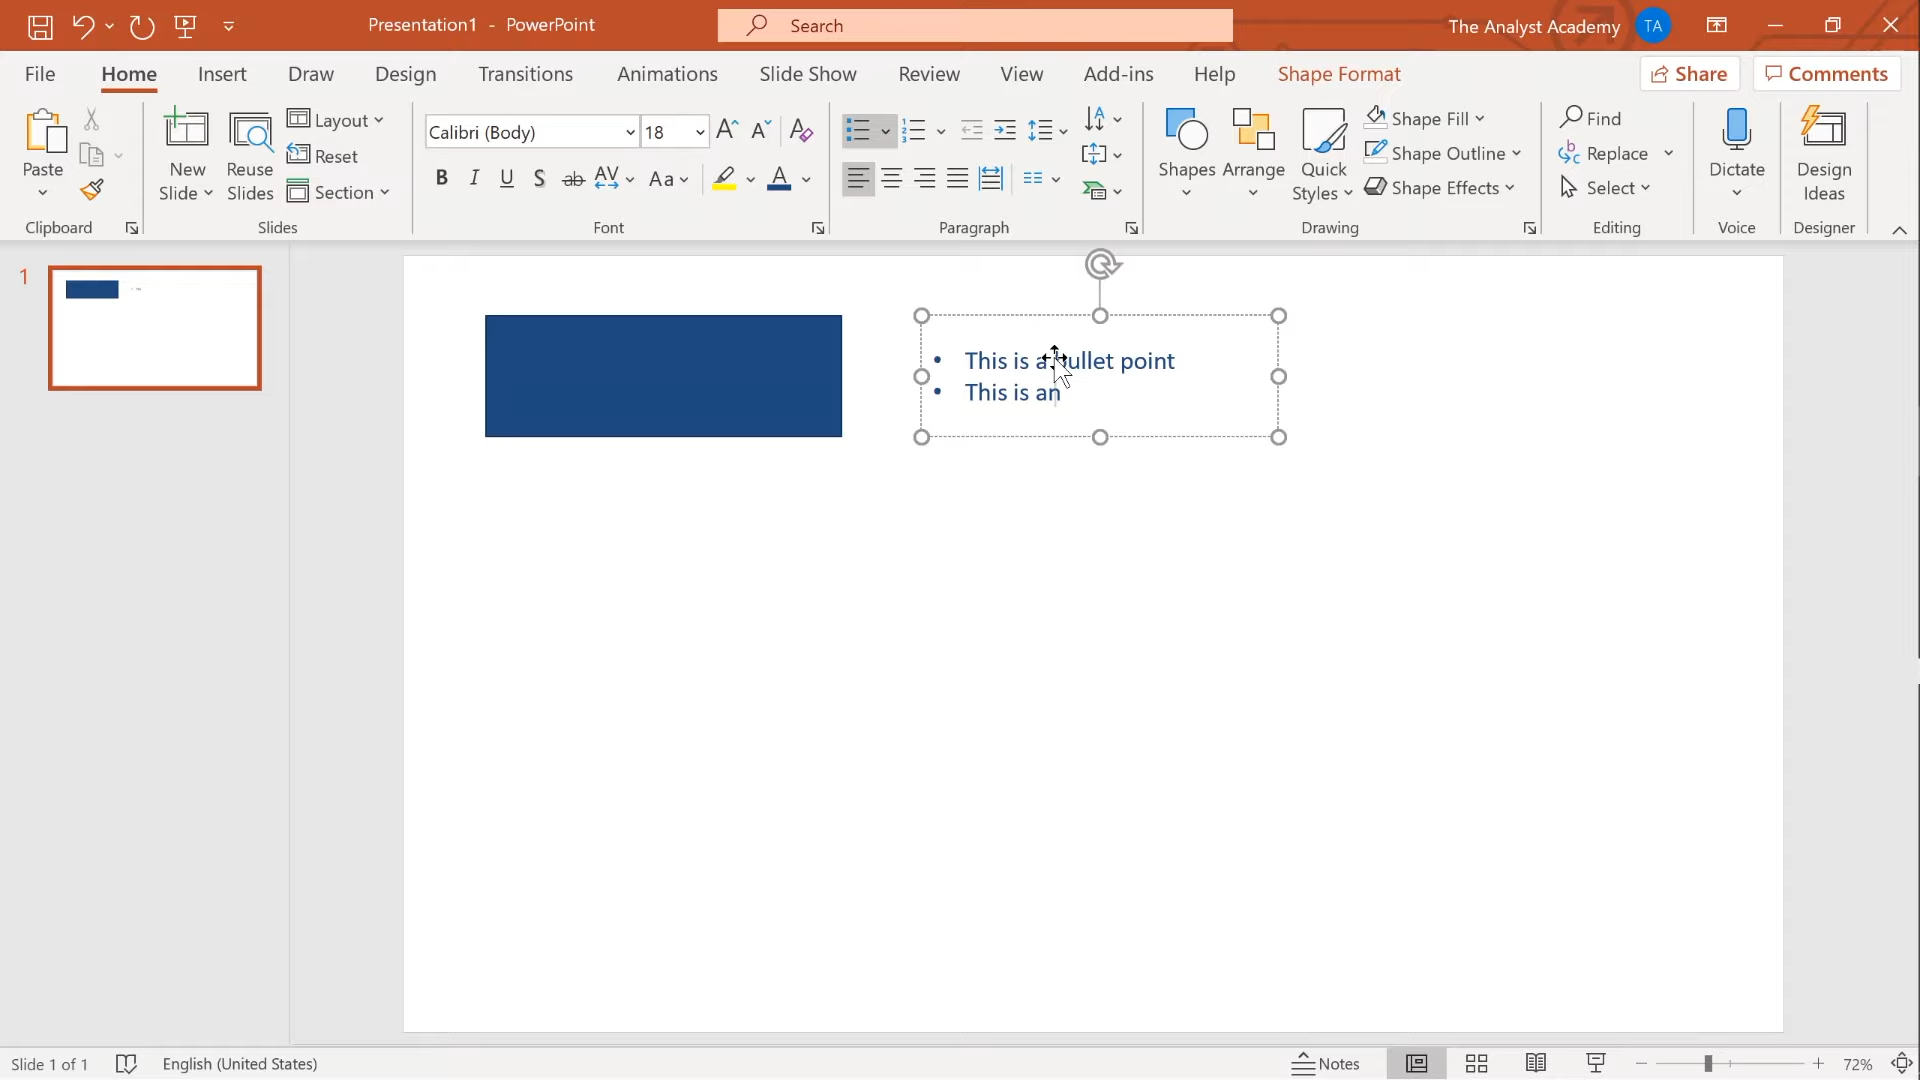 Presentation1 - PowerPoint
Search
The Analyst Academy TA
File Home Insert Draw Design Transitions Animations Slide Show Review View Add-ins Help Shape Format Share Comments
Paste
New Slide
Reuse Slides
Layout
Reset
Section
Calibri (Body) 18
B I U S ab AV Aa A
Shapes
Arrange
Quick Styles
Shape Fill
Shape Outline
Shape Effects
Find
Replace
Select
Dictate
Design Ideas
Clipboard Slides Font Paragraph Drawing Editing Voice Designer
1
• This is a bullet point
• This is an
Slide 1 of 1 English (United States) Notes 72%